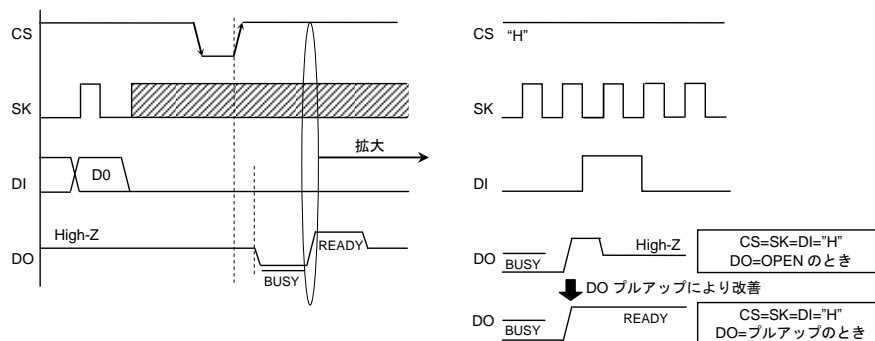 CS
SK
DI
D0
拡大
High-Z
DO
BUSY
READY
CS "H"
SK
DI
DO
BUSY
High-Z
CS=SK=DI="H"
DO=OPEN のとき
DO プルアップにより改善
DO
BUSY
READY
CS=SK=DI="H"
DO=プルアップのとき